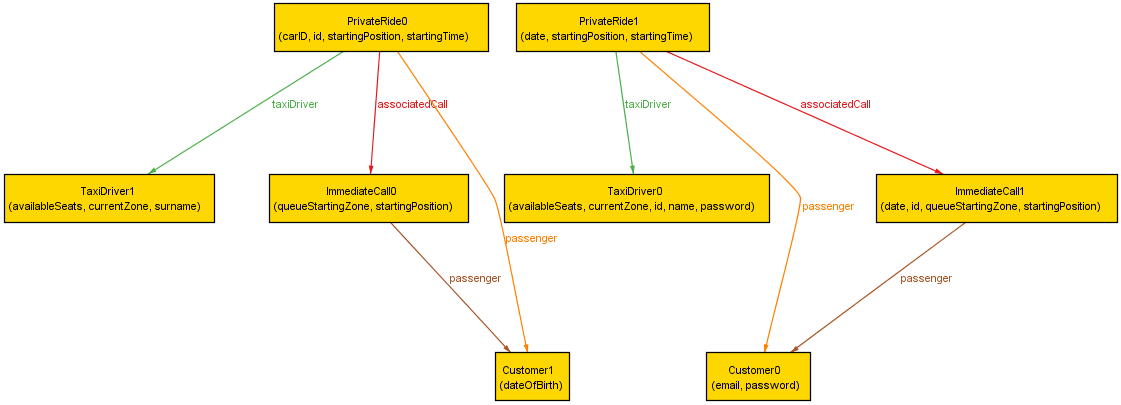 PrivateRide0
(carID, id, startingPosition, startingTime)
PrivateRide1
(date, startingPosition, startingTime)
taxiDriver
associatedCall
taxiDriver
associatedCall
TaxiDriver1
(availableSeats, currentZone, surname)
ImmediateCall0
(queueStartingZone, startingPosition)
TaxiDriver0
(availableSeats, currentZone, id, name, password)
ImmediateCall1
(date, id, queueStartingZone, startingPosition)
passenger
passenger
passenger
passenger
Customer1
(dateOfBirth)
Customer0
(email, password)